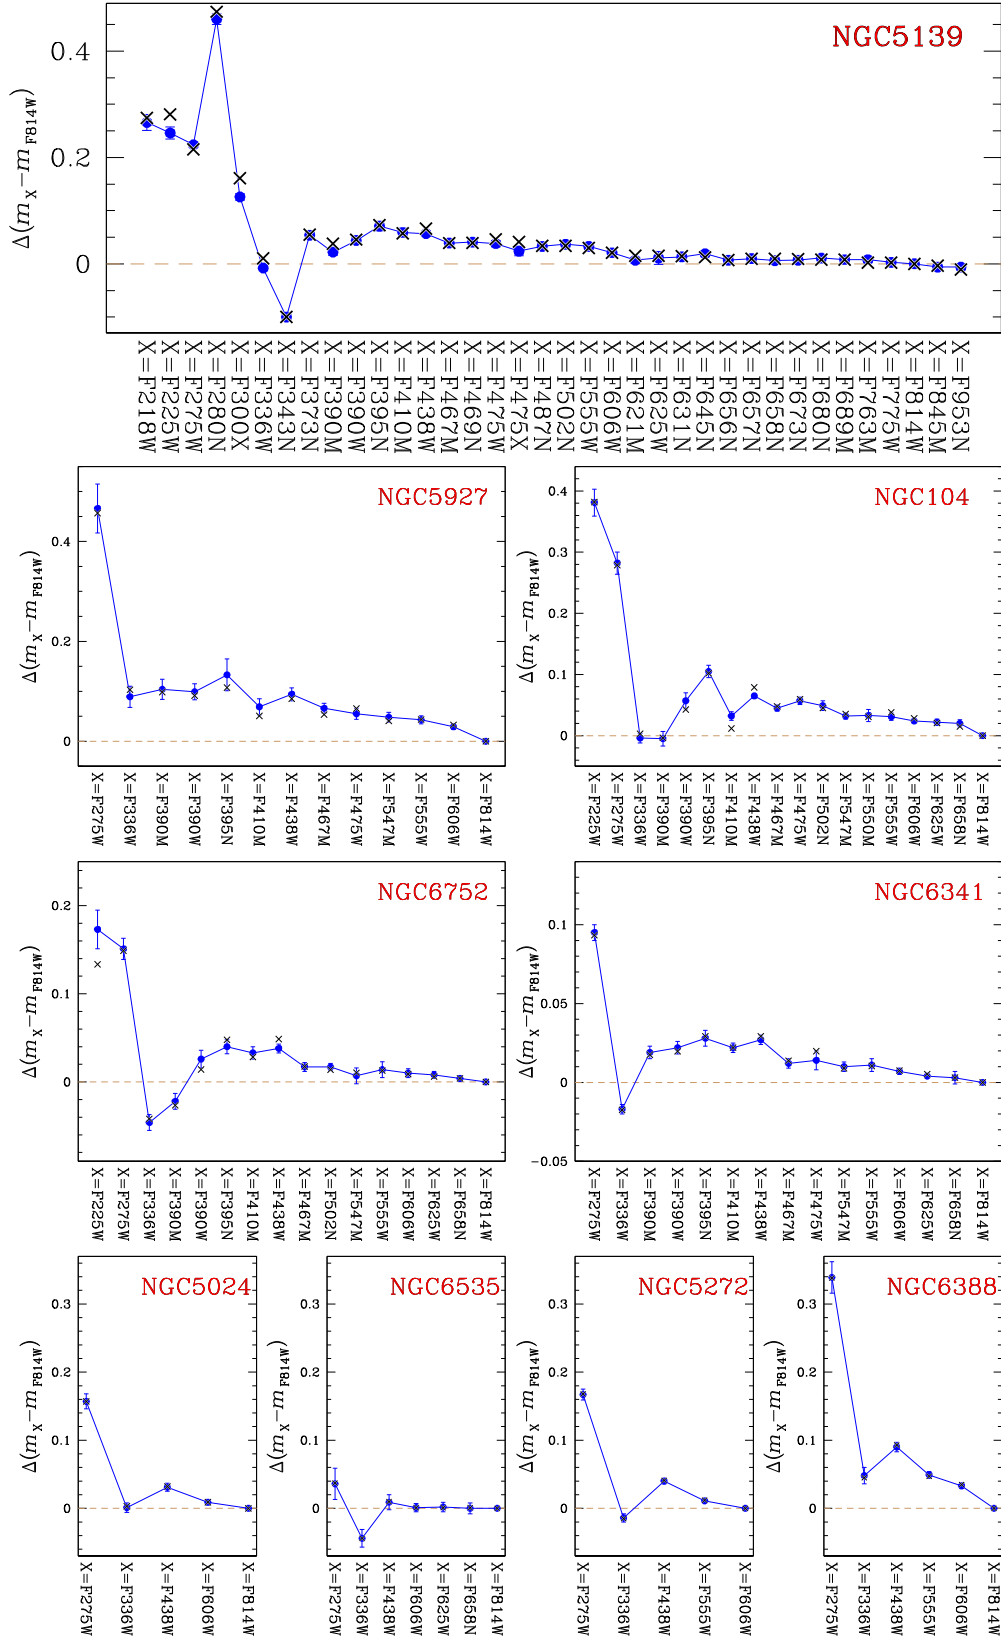 NGC5139
Δ(m_X−m_F814W)
0.4
0.2
0
X=F218W
X=F225W
X=F275W
X=F280N
X=F300X
X=F336W
X=F343N
X=F373N
X=F390M
X=F390W
X=F395N
X=F410M
X=F438W
X=F467M
X=F469N
X=F475W
X=F475X
X=F487N
X=F502N
X=F555W
X=F606W
X=F621M
X=F625W
X=F631N
X=F645N
X=F656N
X=F657N
X=F658N
X=F673N
X=F680N
X=F689M
X=F763M
X=F775W
X=F814W
X=F845M
X=F953N
NGC5927
Δ(m_X−m_F814W)
0.4
0.2
0
X=F275W
X=F336W
X=F390M
X=F390W
X=F395N
X=F410M
X=F438W
X=F467M
X=F475W
X=F547M
X=F555W
X=F606W
X=F814W
NGC104
Δ(m_X−m_F814W)
0.4
0.3
0.2
0.1
0
X=F225W
X=F275W
X=F336W
X=F390M
X=F390W
X=F395N
X=F410M
X=F438W
X=F467M
X=F475W
X=F502N
X=F547M
X=F550M
X=F555W
X=F606W
X=F625W
X=F658N
X=F814W
NGC6752
Δ(m_X−m_F814W)
0.2
0.1
0
X=F225W
X=F275W
X=F336W
X=F390M
X=F390W
X=F395N
X=F410M
X=F438W
X=F467M
X=F502N
X=F547M
X=F555W
X=F606W
X=F625W
X=F658N
X=F814W
NGC6341
Δ(m_X−m_F814W)
0.1
0.05
0
−0.05
X=F275W
X=F336W
X=F390M
X=F390W
X=F395N
X=F410M
X=F438W
X=F467M
X=F475W
X=F547M
X=F555W
X=F606W
X=F625W
X=F658N
X=F814W
NGC5024
Δ(m_X−m_F814W)
0.3
0.2
0.1
0
X=F275W
X=F336W
X=F438W
X=F606W
X=F814W
NGC6535
Δ(m_X−m_F814W)
0.3
0.2
0.1
0
X=F275W
X=F336W
X=F438W
X=F606W
X=F625W
X=F658N
X=F814W
NGC5272
Δ(m_X−m_F814W)
0.3
0.2
0.1
0
X=F275W
X=F336W
X=F438W
X=F555W
X=F606W
NGC6388
Δ(m_X−m_F814W)
0.3
0.2
0.1
0
X=F275W
X=F336W
X=F438W
X=F555W
X=F606W
X=F814W